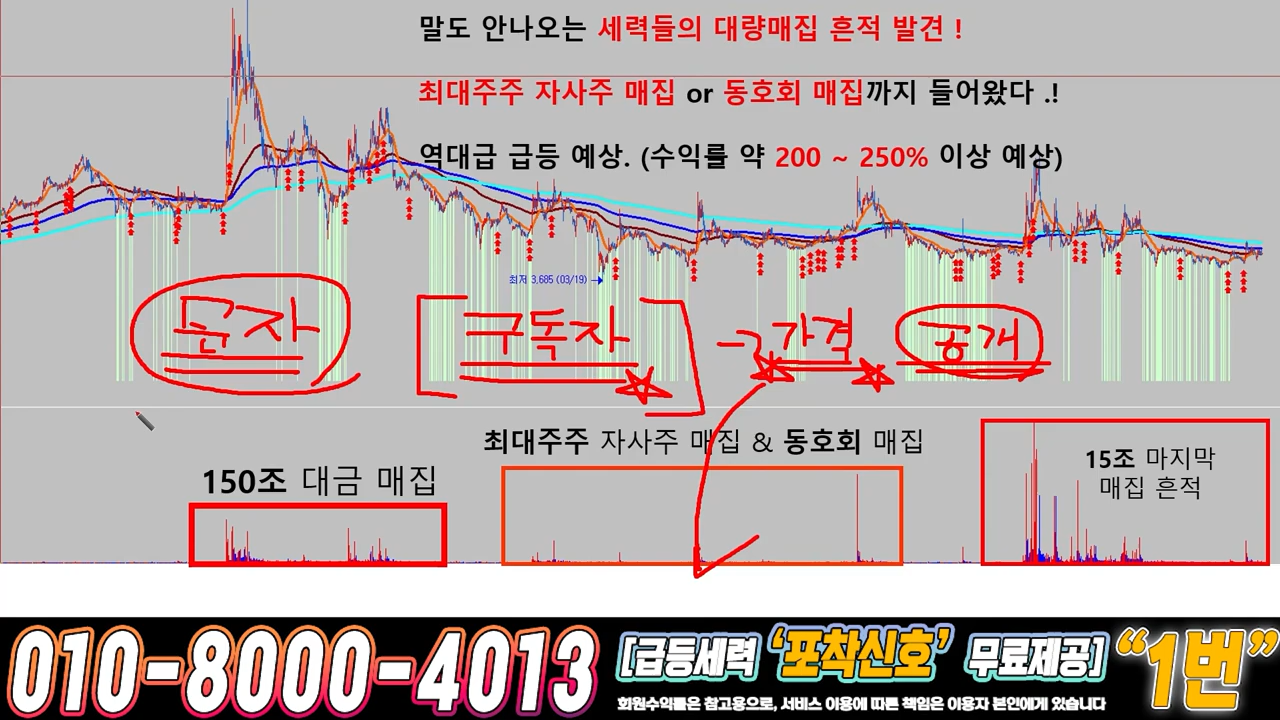 말도 안나오는 세력들의 대량매집 흔적 발견 !
최대주주 자사주 매집 or 동호회 매집까지 들어왔다 .!
역대급 급등 예상. (수익률 약 200 ~ 250% 이상 예상)
최저 3,685 (03/19)
문자 구독자 가격 공개
최대주주 자사주 매집 & 동호회 매집
150조 대금 매집
15조 마지막
매집 흔적
010-8000-4013
[급등세력 '포착신호' 무료제공] "1번"
회원수익률은 참고용으로, 서비스 이용에 따른 책임은 이용자 본인에게 있습니다